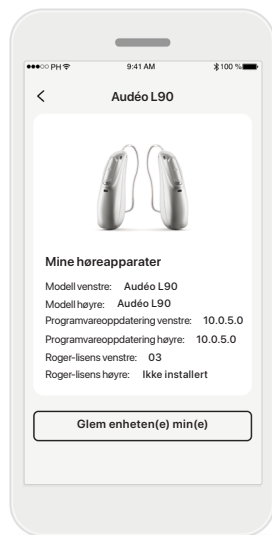 PH 9:41 AM 100 %
Audéo L90
Mine høreapparater
Modell venstre: Audéo L90
Modell høyre: Audéo L90
Programvareoppdatering venstre: 10.0.5.0
Programvareoppdatering høyre: 10.0.5.0
Roger-lisens venstre: 03
Roger-lisens høyre: Ikke installert
Glem enheten(e) min(e)